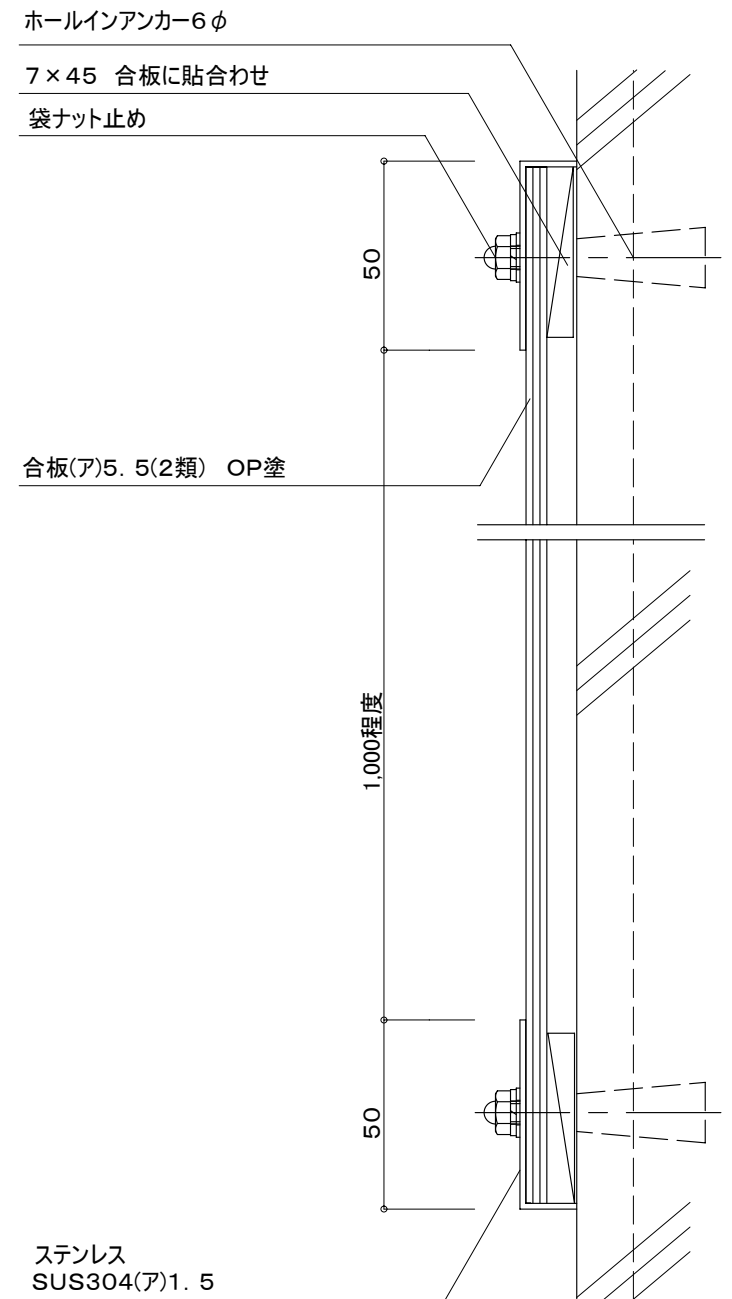 ホールインアンカー6φ
7×45 合板に貼合わせ
袋ナット止め
50
合板(ア)5.5(2類) OP塗
1,000程度
50
ステンレス
SUS304(ア)1.5